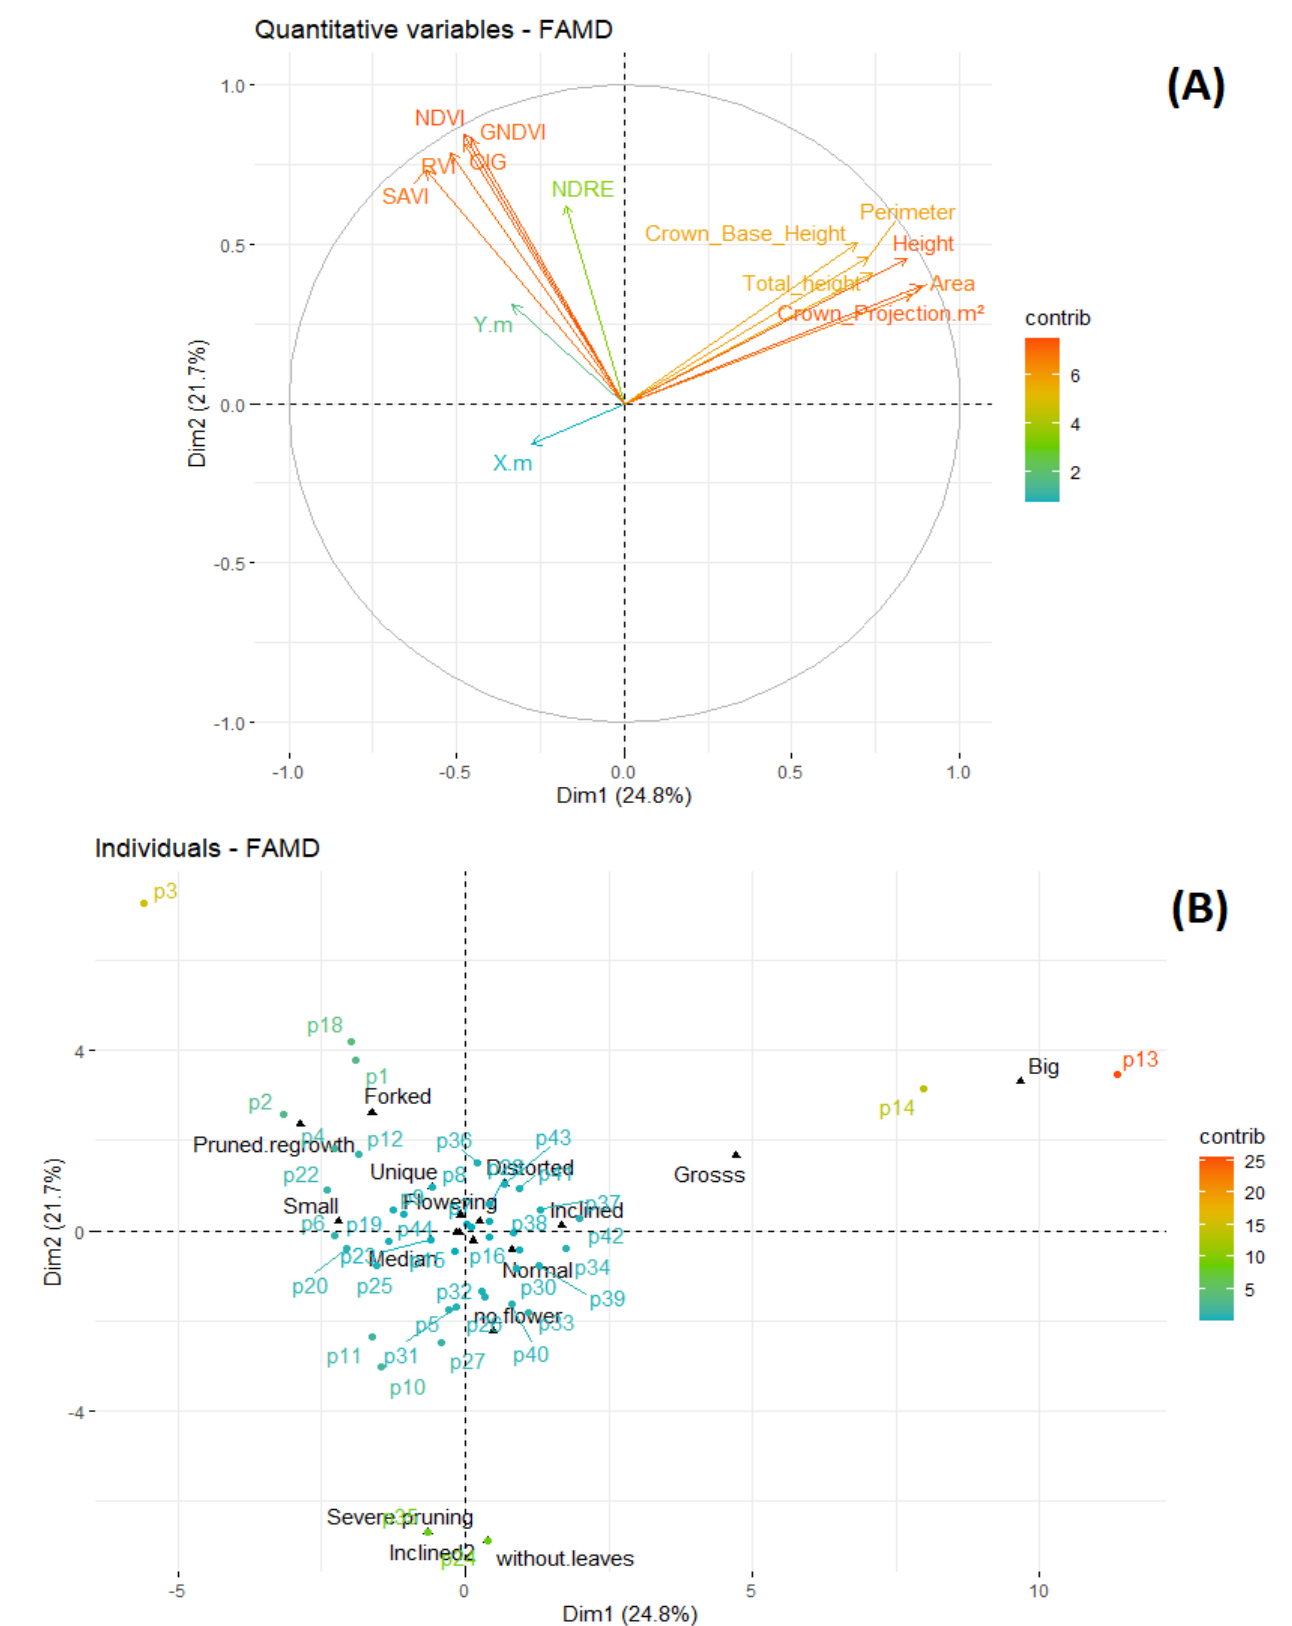 Quantitative variables - FAMD
(A)
1.0
NDVI
GNDVI
RVI
CIG
SAVI
NDRE
Perimeter
Crown_Base_Height
0.5
Height
Total_height
Area
Crown_Projection.m²
Y.m
contrib
6
4
2
0.0
Dim2 (21.7%)
X.m
-0.5
-1.0
-1.0
-0.5
0.0
0.5
1.0
Dim1 (24.8%)
Individuals - FAMD
(B)
p3
p18
4
p1
Big
p13
Forked
p2
p14
p4
Pruned.regrowth
p12
p36
p43
contrib
25
20
15
10
5
Unique
p8
Distorted
p41
Grosss
p22
Small
p9
Flowering
p37
Inclined
p6
p19
p44
p38
p42
0
p23
Median
p15
p16
Normal
p34
p20
p25
p32
p30
p39
Dim2 (21.7%)
no.flower
p5
p33
p11
p31
p27
p40
p10
-4
Severe.pruning
p35
Inclined2
p24
without.leaves
-5
0
5
10
Dim1 (24.8%)